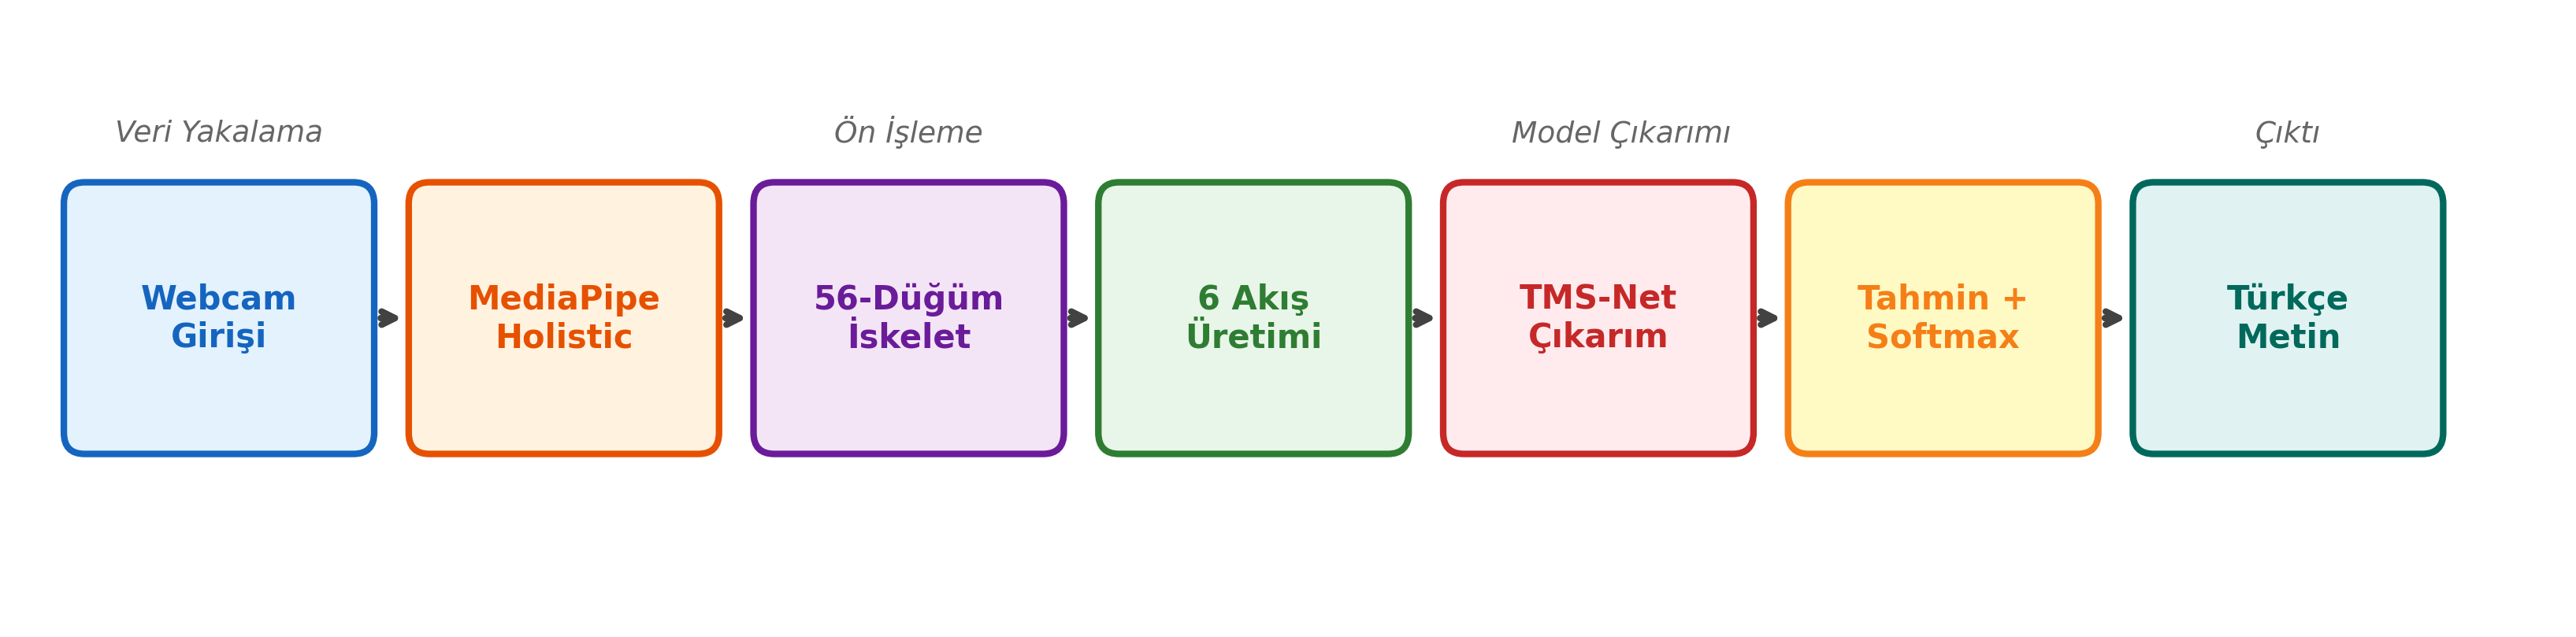 Veri Yakalama
Ön İşleme
Model Çıkarımı
Çıktı
Webcam
Girişi
MediaPipe
Holistic
56-Düğüm
İskelet
6 Akış
Üretimi
TMS-Net
Çıkarım
Tahmin +
Softmax
Türkçe
Metin